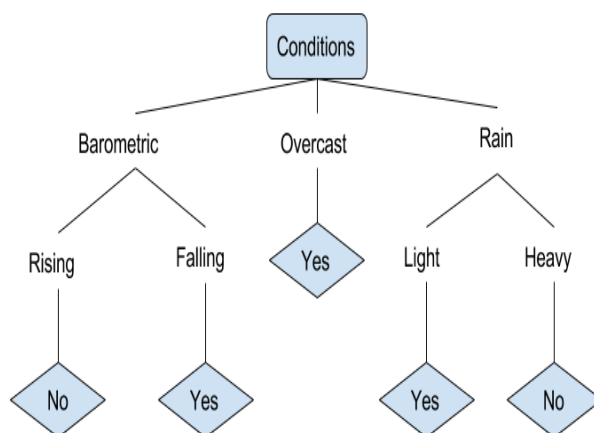 Conditions
Barometric
Overcast
Rain
Rising
Falling
Yes
Light
Heavy
No
Yes
Yes
No